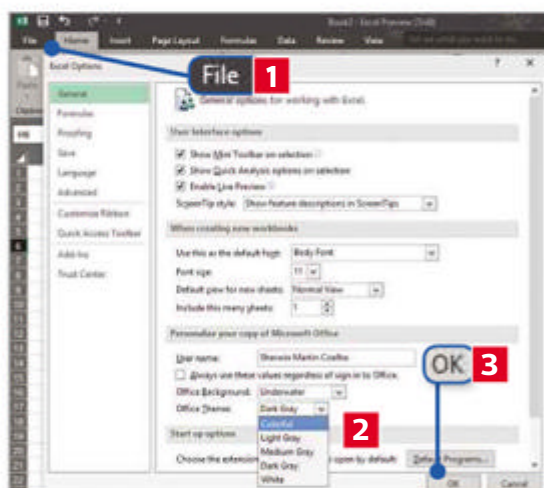 Book2 - Excel Preview
File Home Insert Page Layout Formulas Data Review View
File 1
Excel Options ? ×
General
Formulas
Proofing
Save
Language
Advanced
Customize Ribbon
Quick Access Toolbar
Add-Ins
Trust Center
General options for working with Excel.
User Interface options
Show Mini Toolbar on selection
Show Quick Analysis options on selection
Enable Live Preview
ScreenTip style: Show feature descriptions in ScreenTips
When creating new workbooks
Use this as the default font: Body Font
Font size: 11
Default view for new sheets: Normal View
Include this many sheets: 1
Personalize your copy of Microsoft Office
User name: Sherwin Martin Coelho
Always use these values regardless of sign in to Office.
Office Background: Underwater
Office Theme: Dark Gray
Colorful
Light Gray
Medium Gray
Dark Gray
White
2
Start up options
Choose the extension open by default: Default Programs...
OK 3
OK Cancel